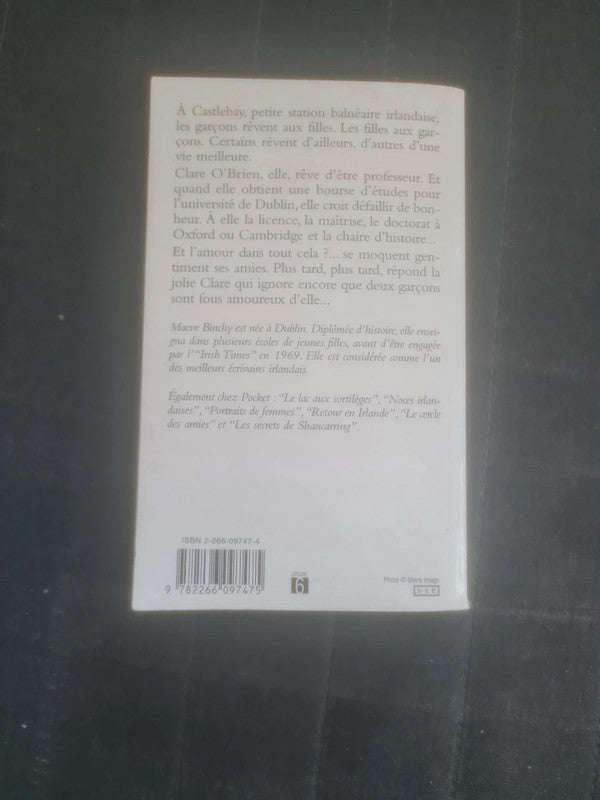 À Castlebay, petite station balnéaire irlandaise,
les garçons rêvent aux filles. Les filles aux gar-
çons. Certains rêvent d'ailleurs, d'autres d'une
vie meilleure.
Clare O'Brien, elle, rêve d'être professeur. Et
quand elle obtient une bourse d'études pour
l'université de Dublin, elle croit défaillir de bon-
heur. À elle la licence, la maîtrise, le doctorat à
Oxford ou Cambridge et la chaire d'histoire...
Et l'amour dans tout cela ?... se moquent gen-
timent ses amies. Plus tard, plus tard, répond la
jolie Clare qui ignore encore que deux garçons
sont fous amoureux d'elle...
Maeve Binchy est née à Dublin. Diplômée d'histoire, elle ensei-
gna dans plusieurs écoles de jeunes filles, avant d'être engagée
par l'"Irish Times" en 1969. Elle est considérée comme l'un
des meilleurs écrivains irlandais.
Également chez Pocket : "Le lac aux sortilèges", "Noces irlan-
daises", "Portraits de femmes", "Retour en Irlande", "Le cercle
des amies" et "Les secrets de Shancarring"
ISBN 2-266-09747-4
9 782266 097475
6
Photo © Stock Image